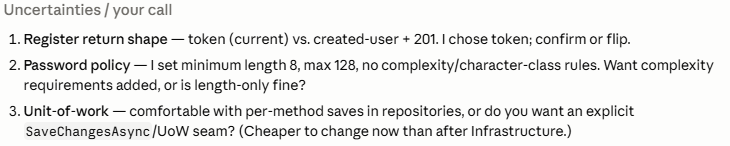 Uncertainties / your call
1. Register return shape — token (current) vs. created-user + 201. I chose token; confirm or flip.
2. Password policy — I set minimum length 8, max 128, no complexity/character-class rules. Want complexity
requirements added, or is length-only fine?
3. Unit-of-work — comfortable with per-method saves in repositories, or do you want an explicit
SaveChangesAsync/UoW seam? (Cheaper to change now than after Infrastructure.)